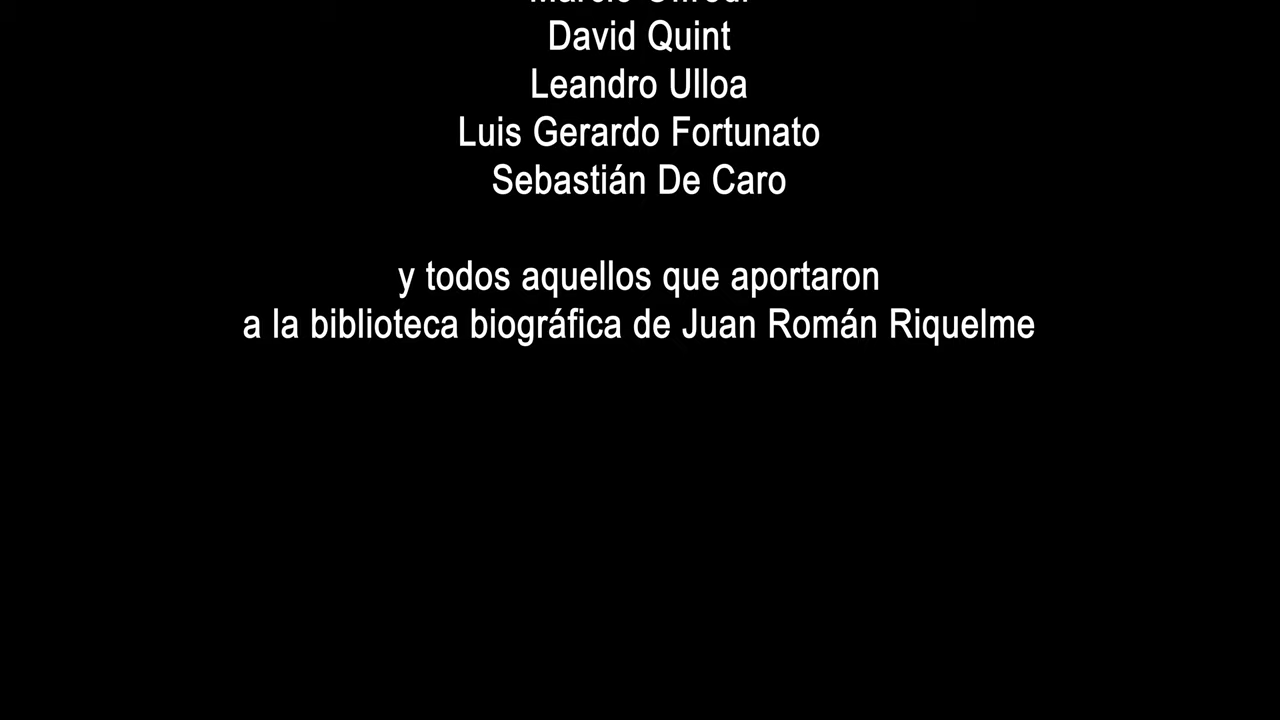 David Quint
Leandro Ulloa
Luis Gerardo Fortunato
Sebastián De Caro
y todos aquellos que aportaron
a la biblioteca biográfica de Juan Román Riquelme